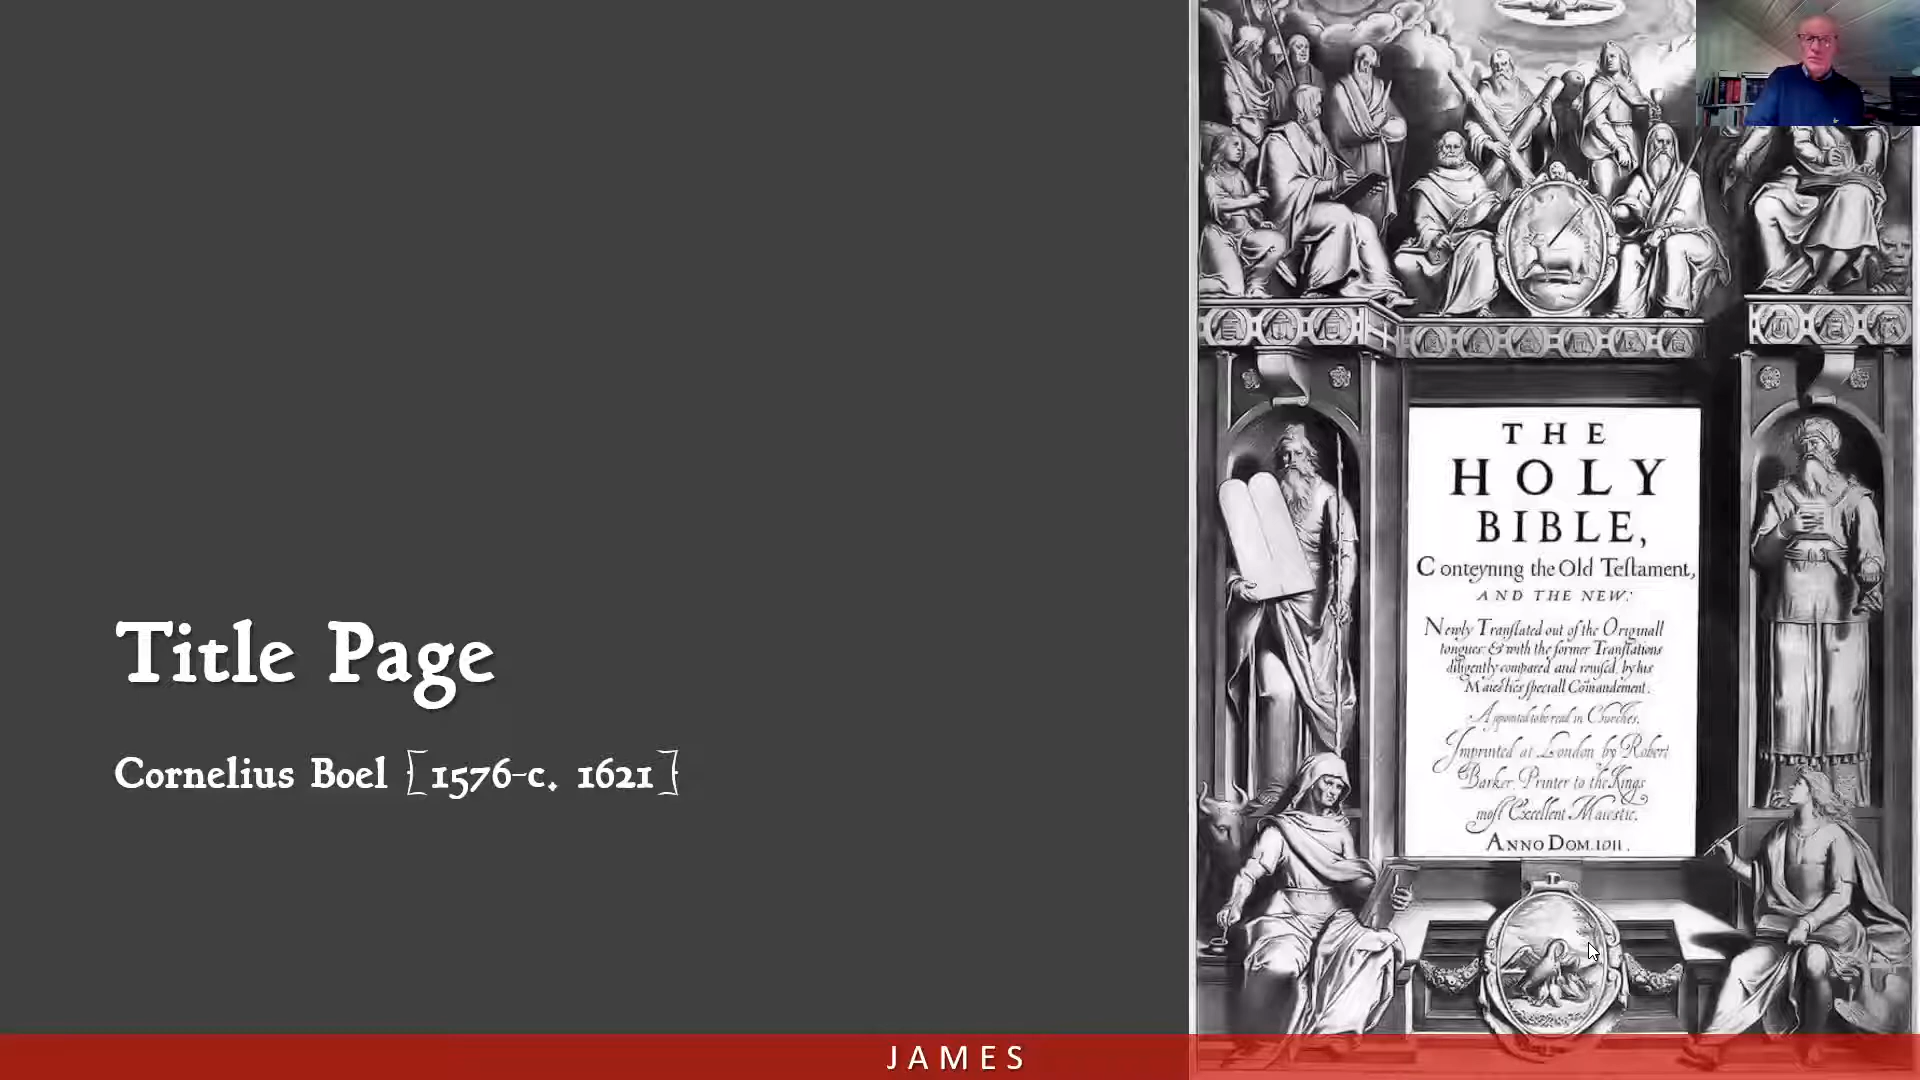 Title Page
Cornelius Boel [1576-c. 1621]
THE
HOLY
BIBLE,
Conteyning the Old Teſtament,
AND THE NEW:
Newly Tranſlated out of the Originall
tongues: & with the former Tranſlations
diligently compared and reuiſed, by his
Maieſties ſpeciall Comandement.
Appointed to be read in Churches.
Imprinted at London by Robert
Barker, Printer to the Kings
moſt Excellent Maiestie.
ANNO DOM. 1611.
JAMES